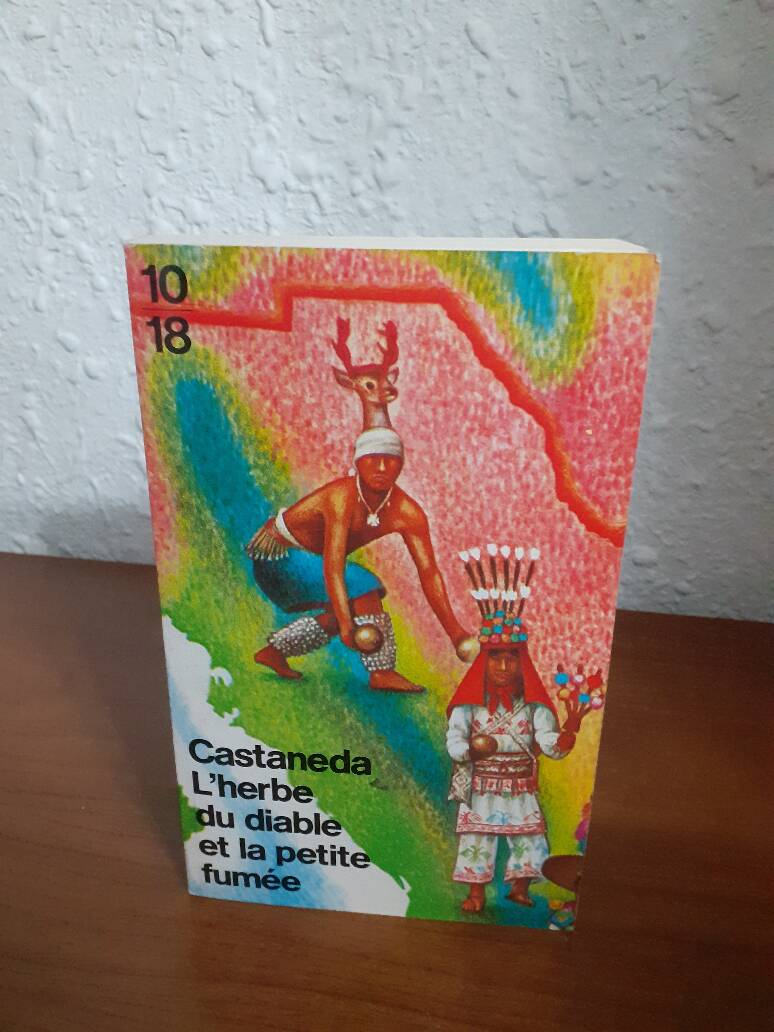 10
18
Castaneda
L'herbe
du diable
et la petite
fumée